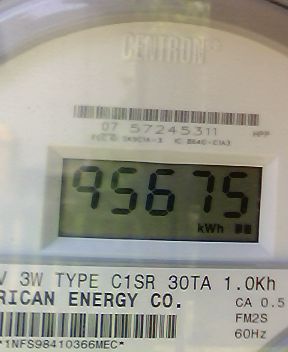 CENTRON
07 57245311 HPP
95675
kWh
V 3W TYPE C1SR 30TA 1.0Kh
RICAN ENERGY CO. CA 0.5
FM2S
60Hz
*1NFS98410366MEC*